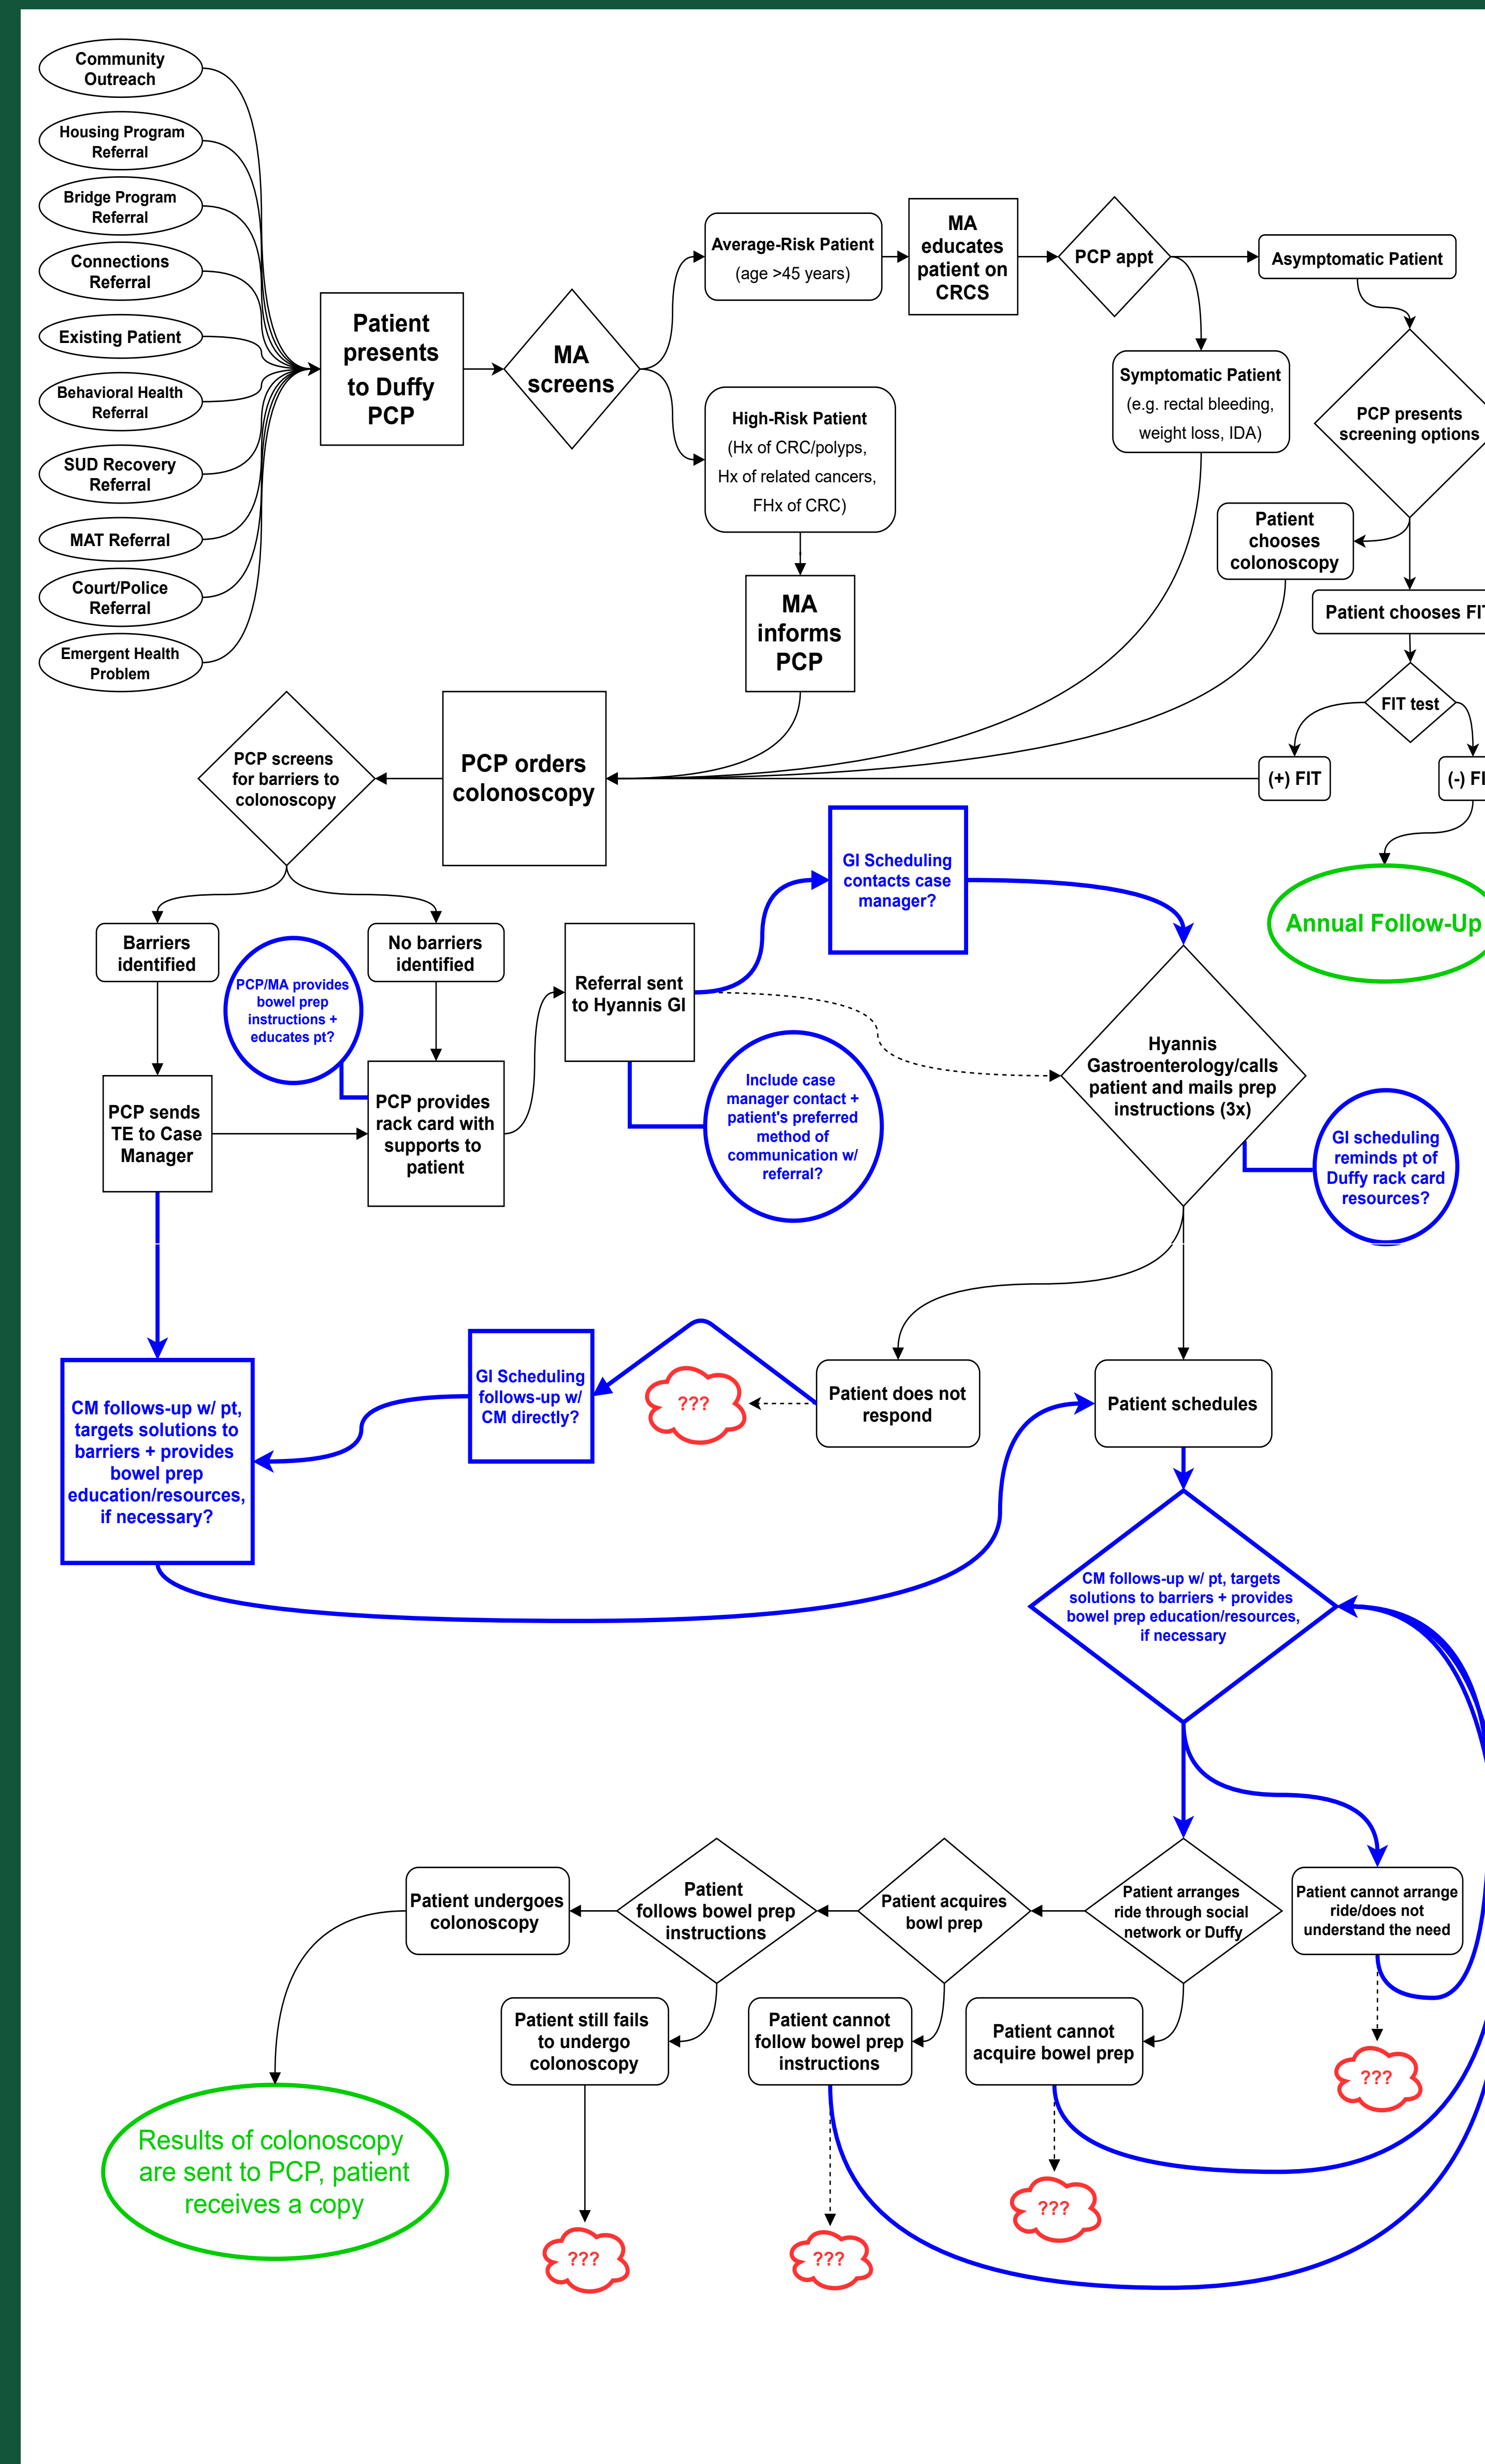 Community
Outreach
Housing Program
Referral
Bridge Program
Referral
Connections
Referral
Existing Patient
Behavioral Health
Referral
SUD Recovery
Referral
MAT Referral
Court/Police
Referral
Emergent Health
Problem
Patient
presents
to Duffy
PCP
MA
screens
Average-Risk Patient
(age >45 years)
High-Risk Patient
(Hx of CRC/polyps,
Hx of related cancers,
FHx of CRC)
MA
educates
patient on
CRCS
PCP appt
Asymptomatic Patient
Symptomatic Patient
(e.g. rectal bleeding,
weight loss, IDA)
PCP presents
screening options
Patient
chooses
colonoscopy
Patient chooses FIT
MA
informs
PCP
FIT test
(+) FIT
(-) FI
Annual Follow-Up
PCP orders
colonoscopy
PCP screens
for barriers to
colonoscopy
Barriers
identified
No barriers
identified
PCP/MA provides
bowel prep
instructions +
educates pt?
PCP sends
TE to Case
Manager
PCP provides
rack card with
supports to
patient
Referral sent
to Hyannis GI
GI Scheduling
contacts case
manager?
Include case
manager contact +
patient's preferred
method of
communication w/
referral?
Hyannis
Gastroenterology/calls
patient and mails prep
instructions (3x)
GI scheduling
reminds pt of
Duffy rack card
resources?
CM follows-up w/ pt,
targets solutions to
barriers + provides
bowel prep
education/resources,
if necessary?
GI Scheduling
follows-up w/
CM directly?
???
Patient does not
respond
Patient schedules
CM follows-up w/ pt, targets
solutions to barriers + provides
bowel prep education/resources,
if necessary
Patient undergoes
colonoscopy
Patient
follows bowel prep
instructions
Patient acquires
bowl prep
Patient arranges
ride through social
network or Duffy
Patient cannot arrange
ride/does not
understand the need
Patient still fails
to undergo
colonoscopy
Patient cannot
follow bowel prep
instructions
Patient cannot
acquire bowel prep
???
Results of colonoscopy
are sent to PCP, patient
receives a copy
???
???
???